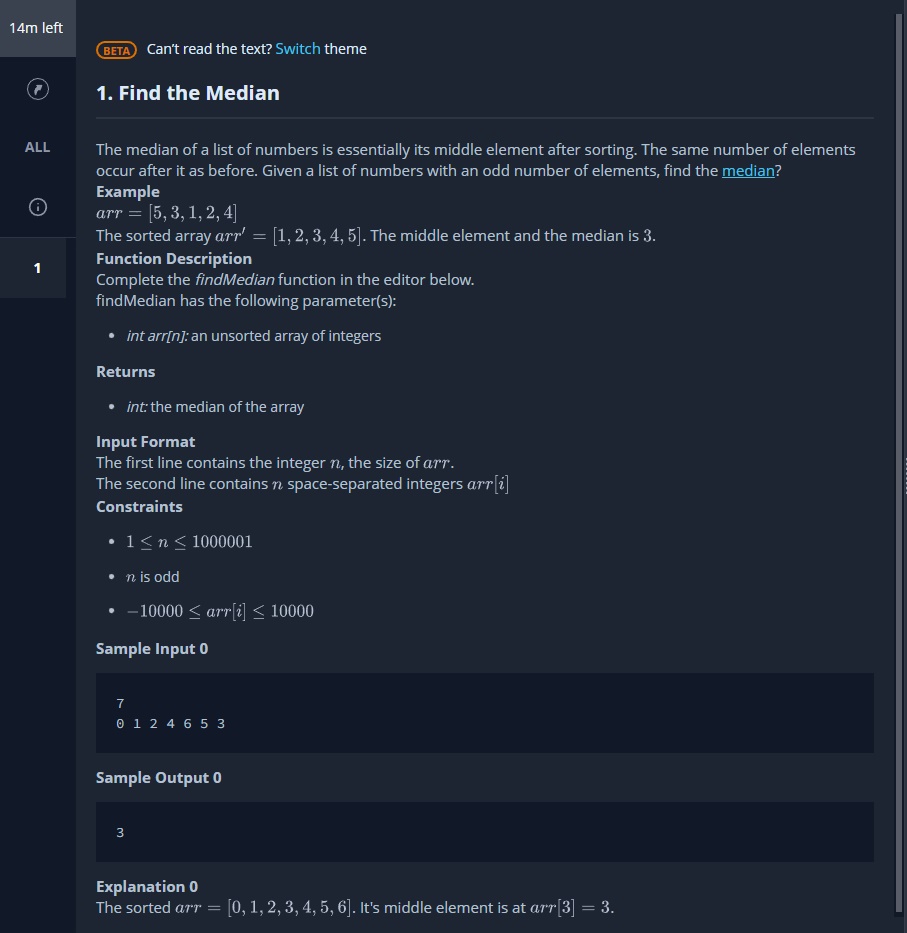 14m left
BETA Can't read the text? Switch theme
1. Find the Median
ALL
The median of a list of numbers is essentially its middle element after sorting. The same number of elements
occur after it as before. Given a list of numbers with an odd number of elements, find the median?
Example
arr = [5, 3, 1, 2, 4]
The sorted array arr′ = [1, 2, 3, 4, 5]. The middle element and the median is 3.
Function Description
1
Complete the findMedian function in the editor below.
findMedian has the following parameter(s):
• int arr[n]: an unsorted array of integers
Returns
• int: the median of the array
Input Format
The first line contains the integer n, the size of arr.
The second line contains n space-separated integers arr[i]
Constraints
• 1 ≤ n ≤ 1000001
• n is odd
• −10000 ≤ arr[i] ≤ 10000
Sample Input 0
7
0 1 2 4 6 5 3
Sample Output 0
3
Explanation 0
The sorted arr = [0, 1, 2, 3, 4, 5, 6]. It's middle element is at arr[3] = 3.